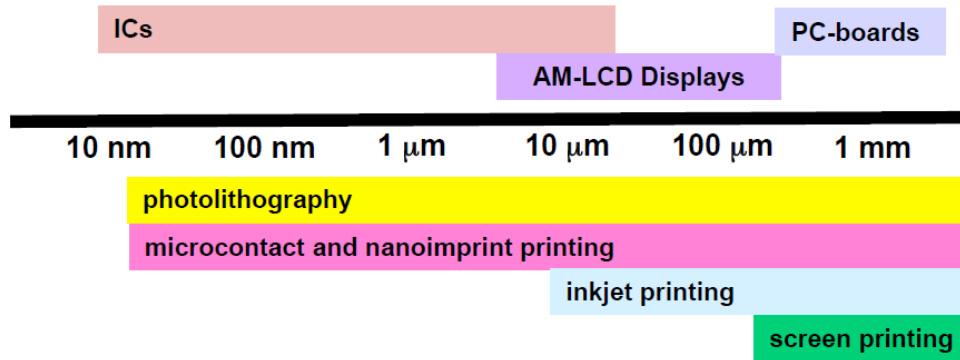 ICs
PC-boards
AM-LCD Displays
10 nm 100 nm 1 μm 10 μm 100 μm 1 mm
photolithography
microcontact and nanoimprint printing
inkjet printing
screen printing